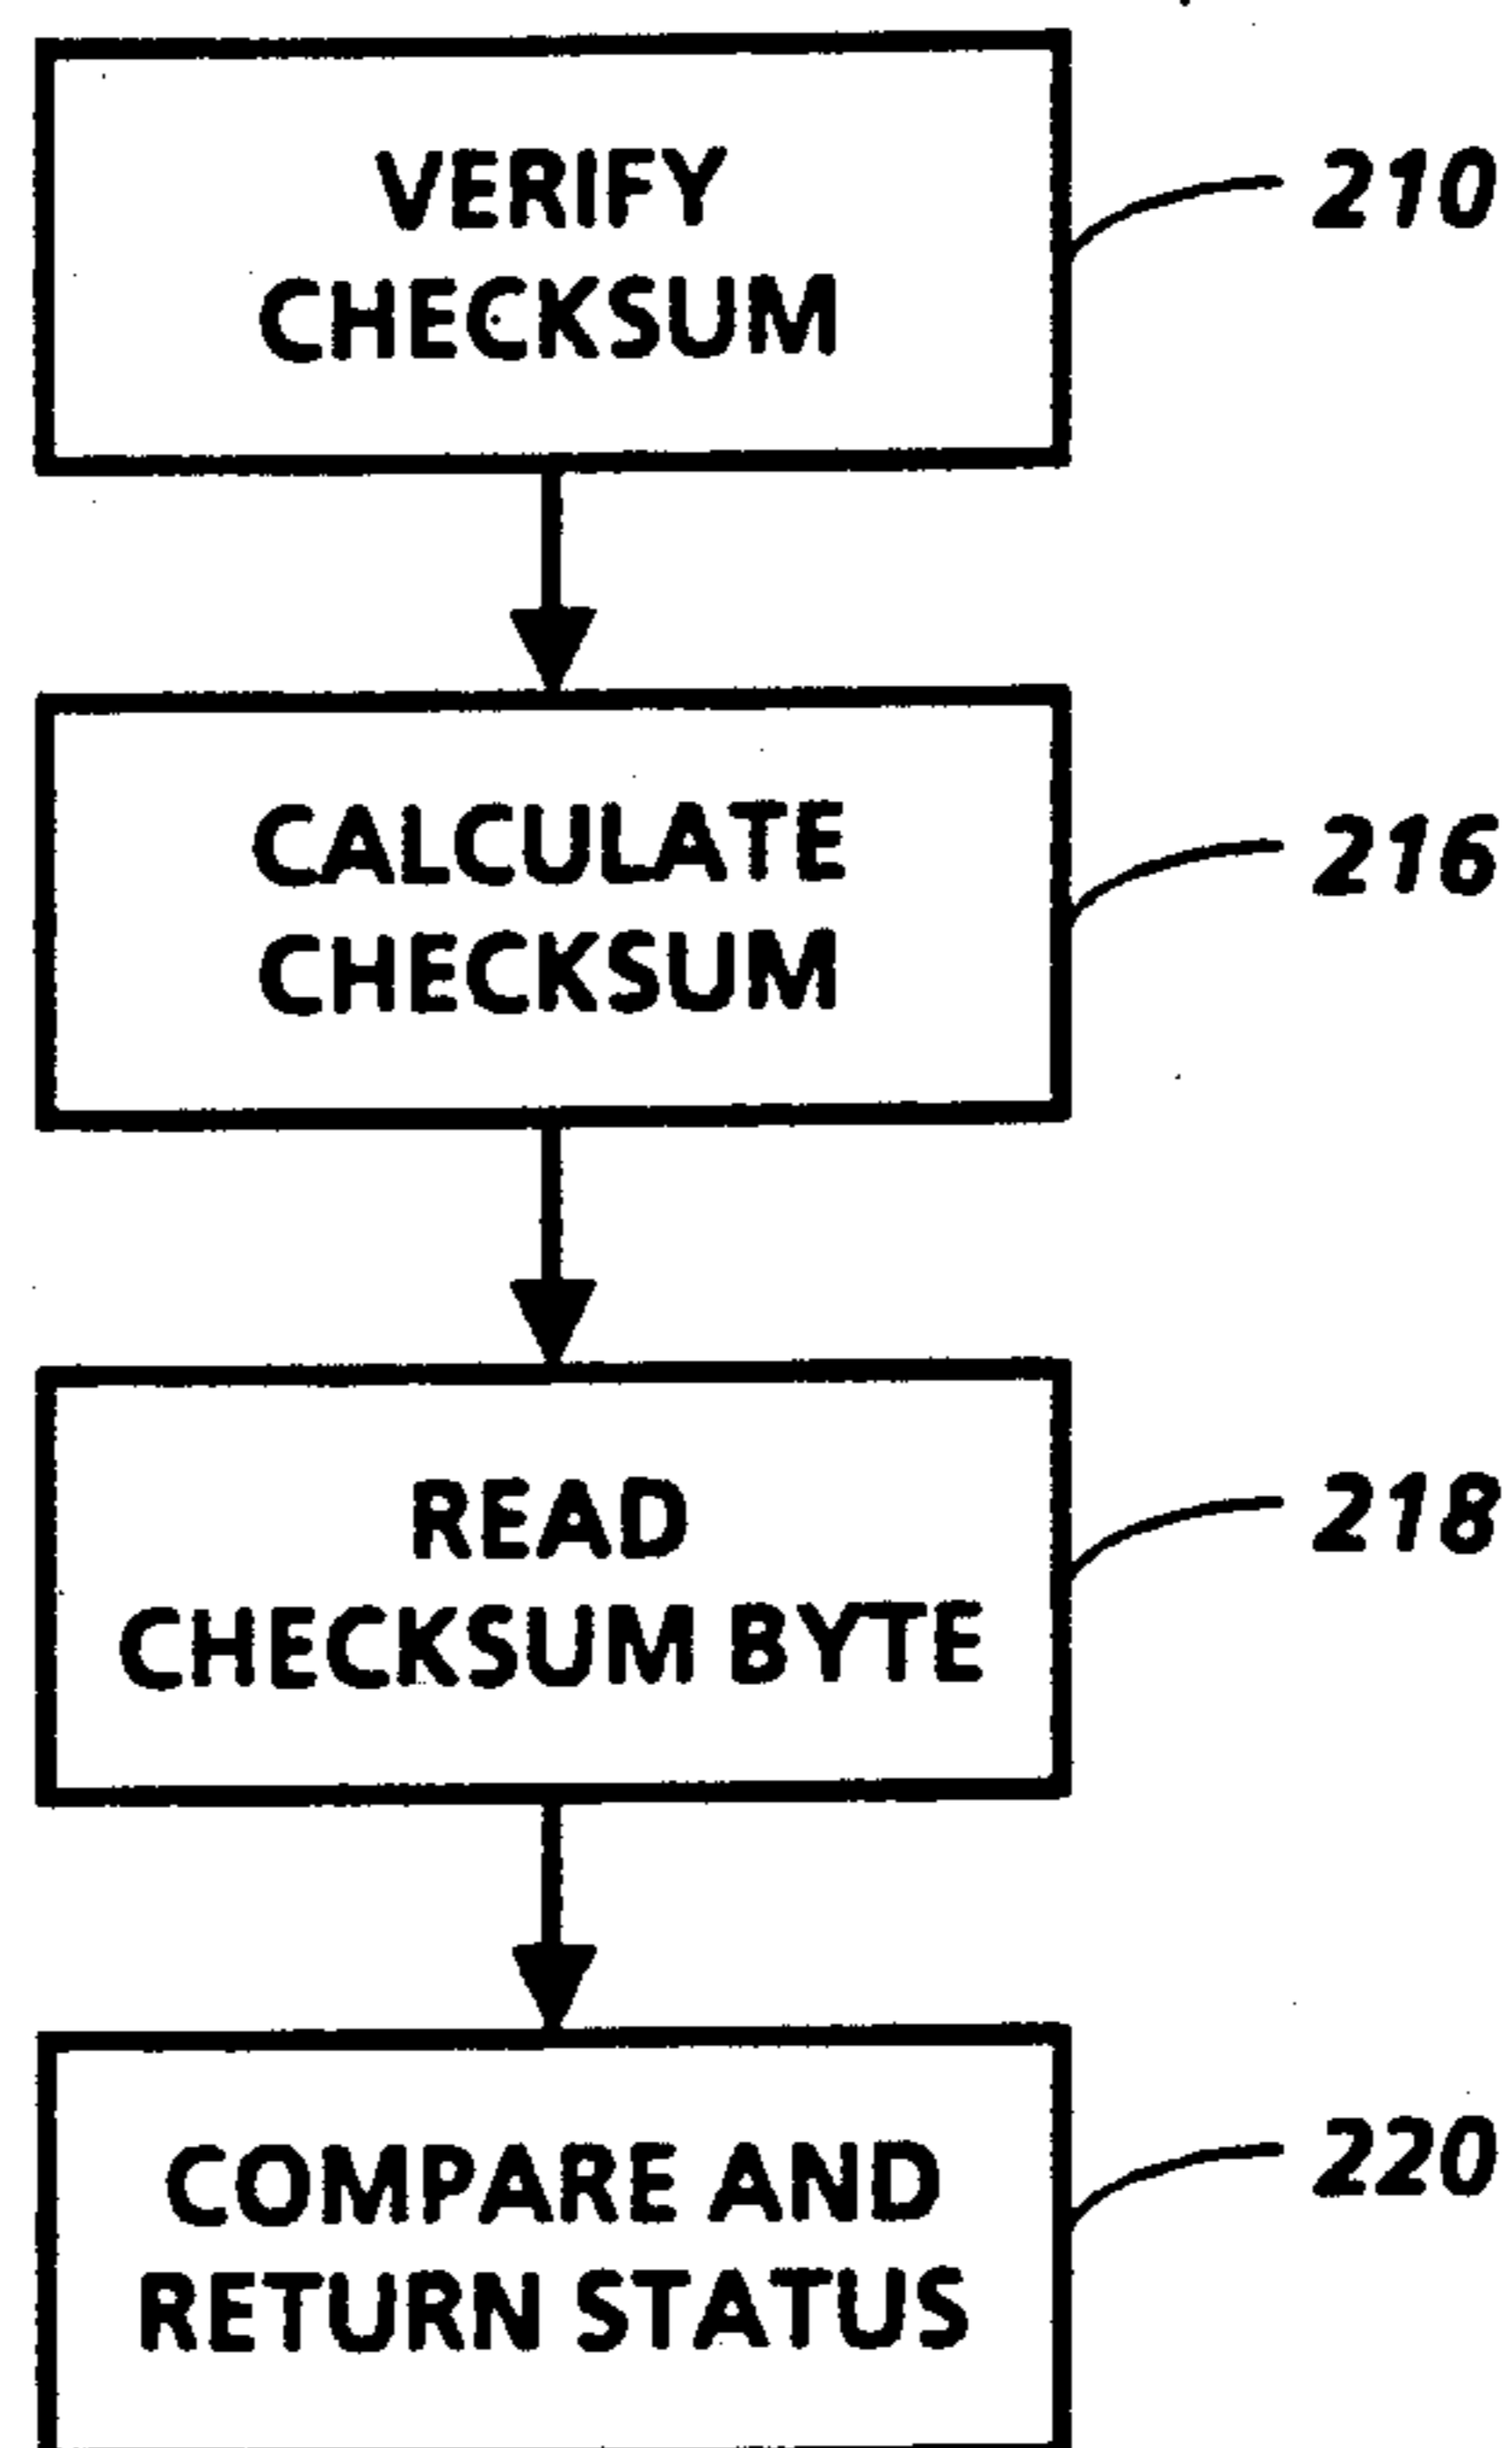 VERIFY
CHECKSUM
210
CALCULATE
CHECKSUM
216
READ
CHECKSUM BYTE
218
COMPARE AND
RETURN STATUS
220